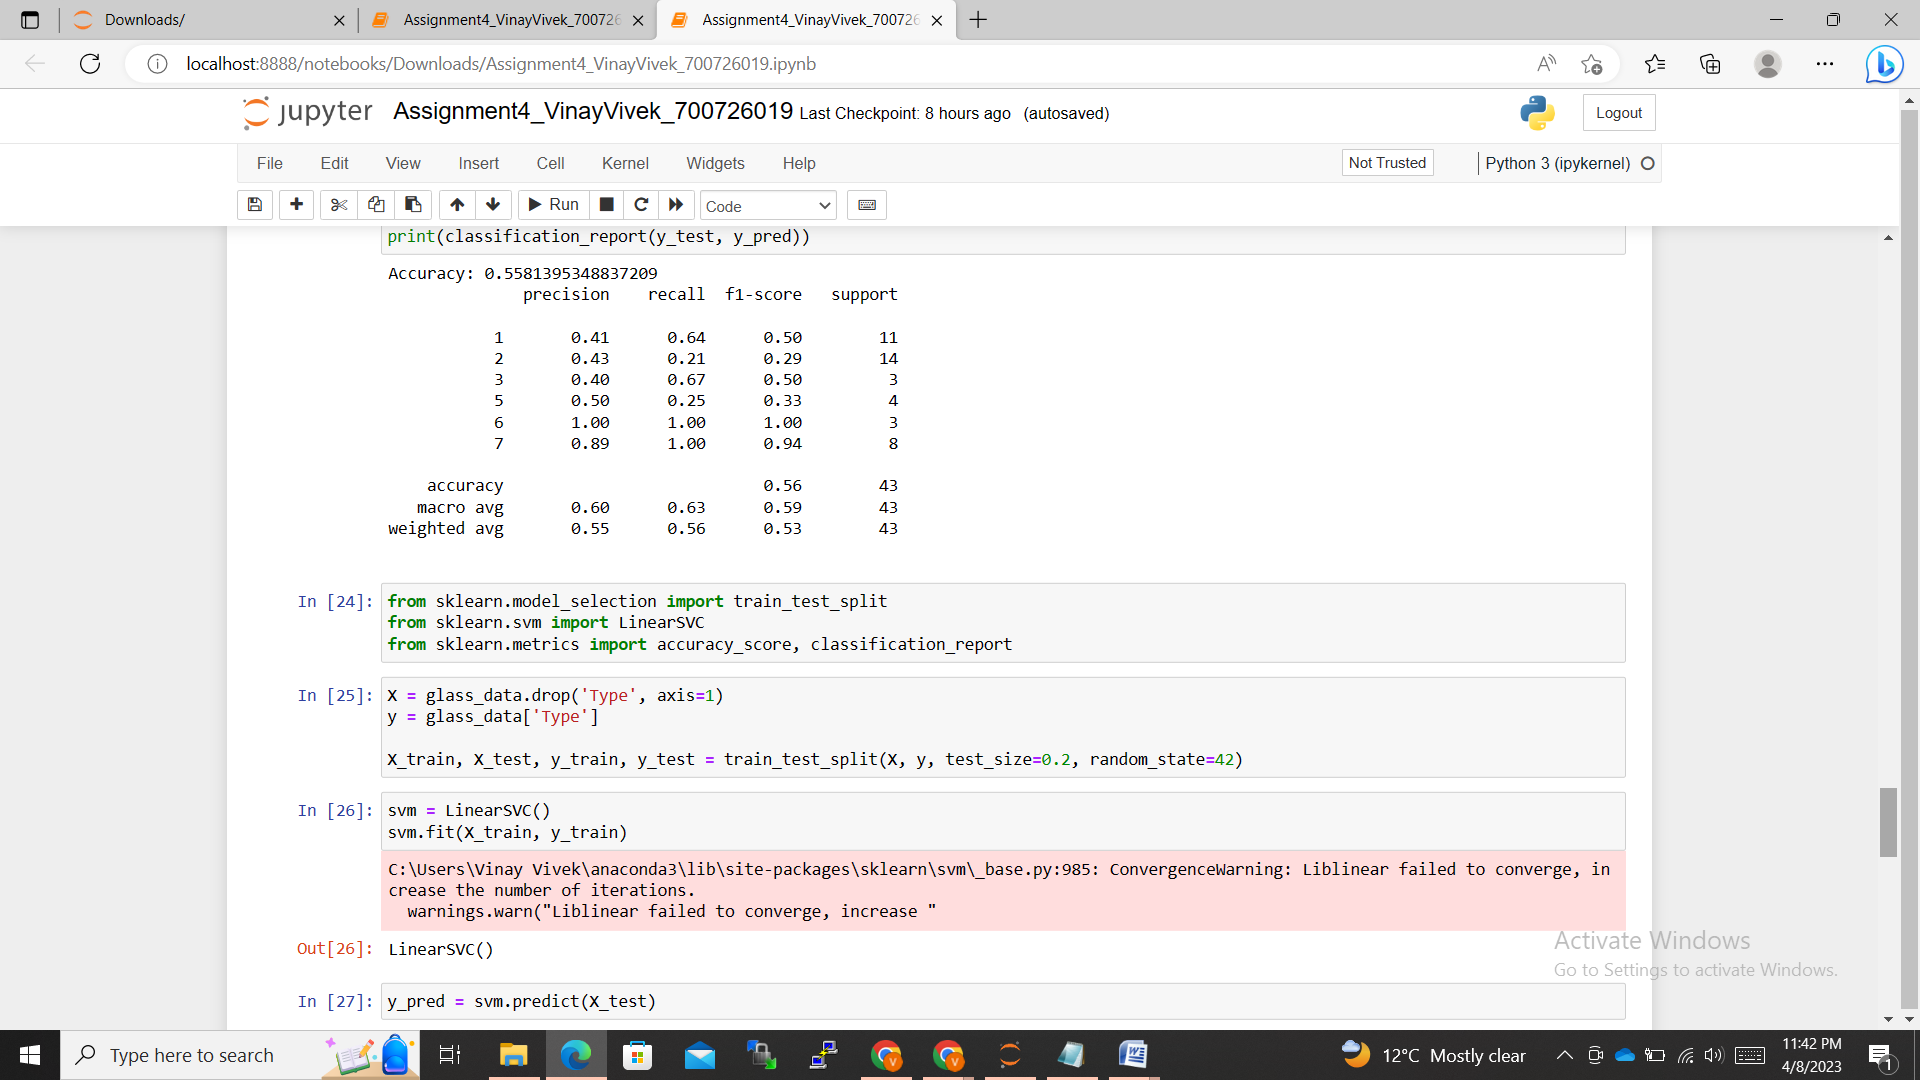 Downloads/
Assignment4_VinayVivek_70072
Assignment4_VinayVivek_70072
localhost:8888/notebooks/Downloads/Assignment4_VinayVivek_700726019.ipynb
jupyter Assignment4_VinayVivek_700726019 Last Checkpoint: 8 hours ago (autosaved)
Logout
File Edit View Insert Cell Kernel Widgets Help
Not Trusted
Python 3 (ipykernel)
Run
Code
print(classification_report(y_test, y_pred))
Accuracy: 0.5581395348837209
precision recall f1-score support
1 0.41 0.64 0.50 11
2 0.43 0.21 0.29 14
3 0.40 0.67 0.50 3
5 0.50 0.25 0.33 4
6 1.00 1.00 1.00 3
7 0.89 1.00 0.94 8
accuracy 0.56 43
macro avg 0.60 0.63 0.59 43
weighted avg 0.55 0.56 0.53 43
In [24]: from sklearn.model_selection import train_test_split
from sklearn.svm import LinearSVC
from sklearn.metrics import accuracy_score, classification_report
In [25]: X = glass_data.drop('Type', axis=1)
y = glass_data['Type']
X_train, X_test, y_train, y_test = train_test_split(X, y, test_size=0.2, random_state=42)
In [26]: svm = LinearSVC()
svm.fit(X_train, y_train)
C:\Users\Vinay Vivek\anaconda3\lib\site-packages\sklearn\svm\_base.py:985: ConvergenceWarning: Liblinear failed to converge, in
crease the number of iterations.
warnings.warn("Liblinear failed to converge, increase "
Out[26]: LinearSVC()
In [27]: y_pred = svm.predict(X_test)
Activate Windows
Go to Settings to activate Windows.
Type here to search
12°C Mostly clear
11:42 PM
4/8/2023
1